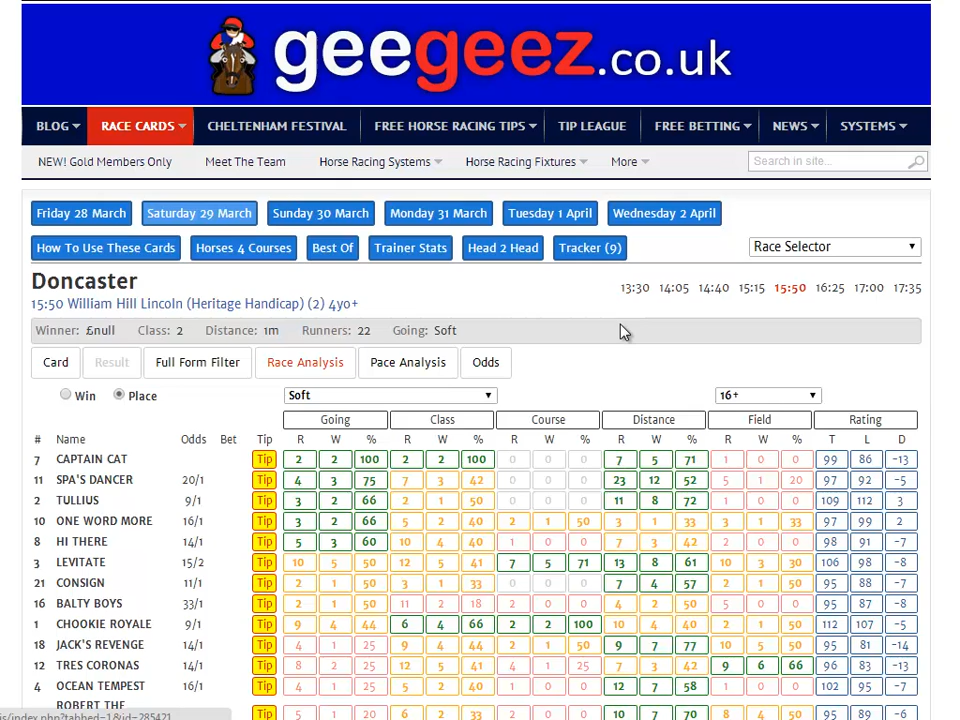 geegeez.co.uk
BLOG RACE CARDS CHELTENHAM FESTIVAL FREE HORSE RACING TIPS TIP LEAGUE FREE BETTING NEWS SYSTEMS
NEW! Gold Members Only Meet The Team Horse Racing Systems Horse Racing Fixtures More Search in site...
Friday 28 March Saturday 29 March Sunday 30 March Monday 31 March Tuesday 1 April Wednesday 2 April
How To Use These Cards Horses 4 Courses Best Of Trainer Stats Head 2 Head Tracker (9) Race Selector
Doncaster 13:30 14:05 14:40 15:15 15:50 16:25 17:00 17:35
15:50 William Hill Lincoln (Heritage Handicap) (2) 4yo+
Winner: £null Class: 2 Distance: 1m Runners: 22 Going: Soft
Card Result Full Form Filter Race Analysis Pace Analysis Odds
Win Place Soft 16+
Going Class Course Distance Field Rating
# Name Odds Bet Tip R W % R W % R W % R W % R W % T L D
7 CAPTAIN CAT Tip 2 2 100 2 2 100 0 0 0 7 5 71 1 0 0 99 86 -13
11 SPA'S DANCER 20/1 Tip 4 3 75 7 3 42 0 0 0 23 12 52 5 1 20 97 92 -5
2 TULLIUS 9/1 Tip 3 2 66 2 1 50 0 0 0 11 8 72 1 0 0 109 112 3
10 ONE WORD MORE 16/1 Tip 3 2 66 5 2 40 2 1 50 3 1 33 3 1 33 97 99 2
8 HI THERE 14/1 Tip 5 3 60 10 4 40 1 0 0 7 3 42 2 0 0 98 91 -7
3 LEVITATE 15/2 Tip 10 5 50 12 5 41 7 5 71 13 8 61 10 3 30 106 98 -8
21 CONSIGN 11/1 Tip 2 1 50 3 1 33 0 0 0 7 4 57 2 1 50 95 88 -7
16 BALTY BOYS 33/1 Tip 2 1 50 11 2 18 2 0 0 4 2 50 5 0 0 95 87 -8
1 CHOOKIE ROYALE 9/1 Tip 9 4 44 6 4 66 2 2 100 10 4 40 2 1 50 112 107 -5
18 JACK'S REVENGE 14/1 Tip 4 1 25 9 4 44 2 1 50 9 7 77 10 5 50 95 81 -14
12 TRES CORONAS 14/1 Tip 8 2 25 12 5 41 4 1 25 7 3 42 9 6 66 96 83 -13
4 OCEAN TEMPEST 16/1 Tip 4 1 25 5 2 40 1 0 0 12 7 58 2 1 50 102 95 -7
ROBERT THE
Tip 5 1 20 6 2 33 0 0 0 10 7 70 8 4 50 95 89 -6